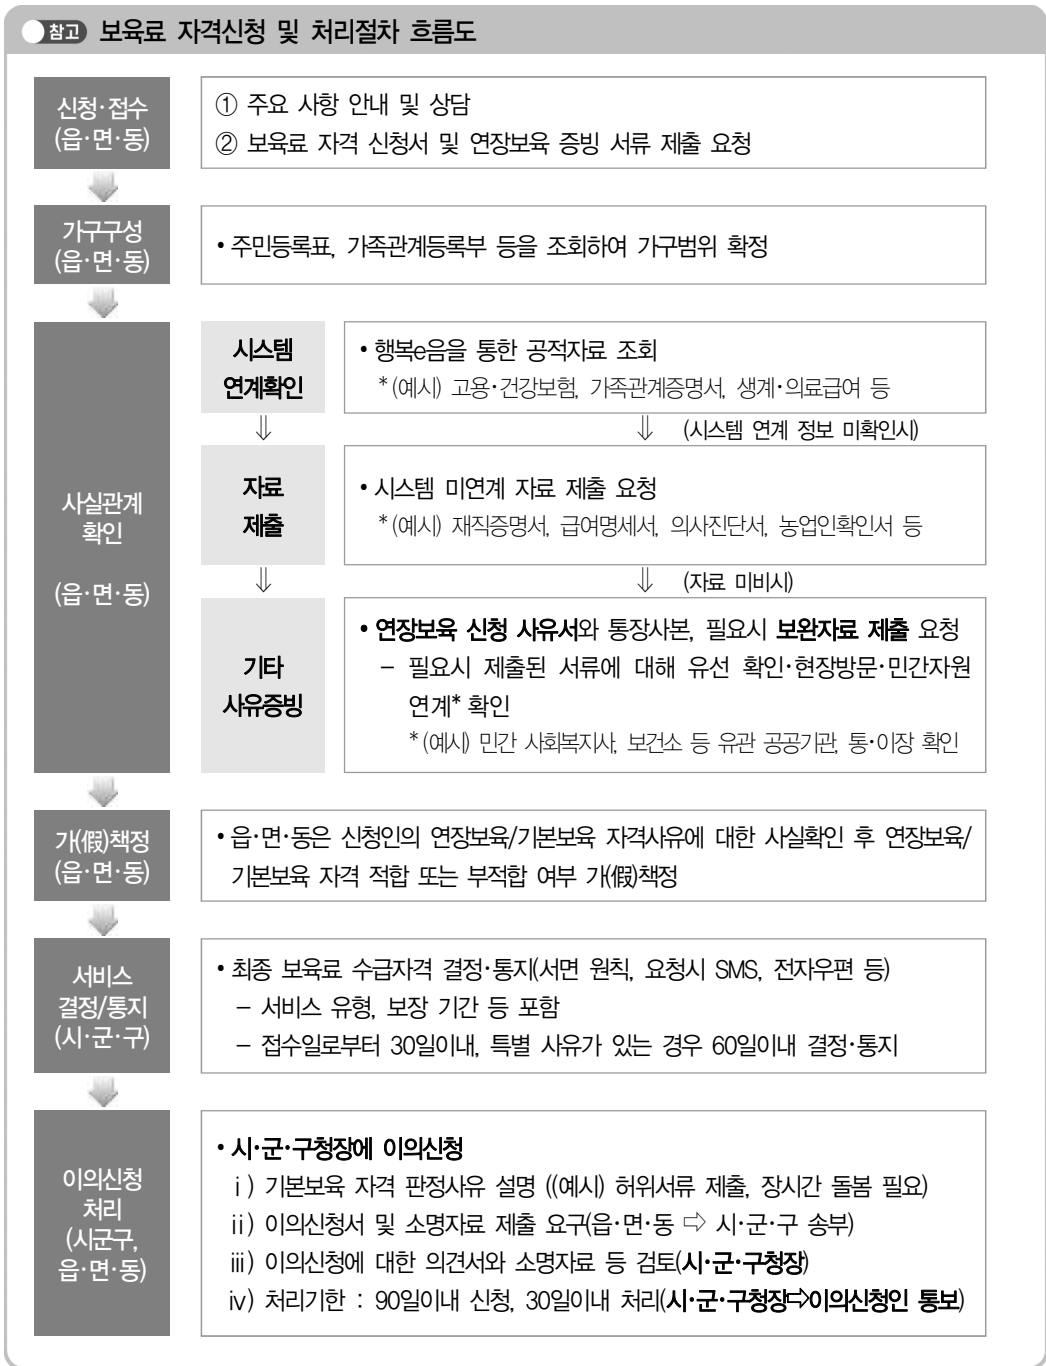 참고 보육료 자격신청 및 처리절차 흐름도
신청·접수
(읍·면·동)
① 주요 사항 안내 및 상담
② 보육료 자격 신청서 및 연장보육 증빙 서류 제출 요청
가구구성
(읍·면·동)
• 주민등록표, 가족관계등록부 등을 조회하여 가구범위 확정
사실관계
확인
(읍·면·동)
시스템
연계확인
• 행복e음을 통한 공적자료 조회
* (예시) 고용·건강보험, 가족관계증명서, 생계·의료급여 등
⇓ ⇓ (시스템 연계 정보 미확인시)
자료
제출
• 시스템 미연계 자료 제출 요청
* (예시) 재직증명서, 급여명세서, 의사진단서, 농업인확인서 등
⇓ ⇓ (자료 미비시)
기타
사유증빙
• 연장보육 신청 사유서와 통장사본, 필요시 보완자료 제출 요청
− 필요시 제출된 서류에 대해 유선 확인·현장방문·민간자원
연계* 확인
* (예시) 민간 사회복지사, 보건소 등 유관 공공기관, 통·이장 확인
가(假)책정
(읍·면·동)
• 읍·면·동은 신청인의 연장보육/기본보육 자격사유에 대한 사실확인 후 연장보육/
기본보육 자격 적합 또는 부적합 여부 가(假)책정
서비스
결정/통지
(시·군·구)
• 최종 보육료 수급자격 결정·통지(서면 원칙, 요청시 SMS, 전자우편 등)
− 서비스 유형, 보장 기간 등 포함
− 접수일로부터 30일이내, 특별 사유가 있는 경우 60일이내 결정·통지
이의신청
처리
(시군구,
읍·면·동)
• 시·군·구청장에 이의신청
ⅰ) 기본보육 자격 판정사유 설명 ((예시) 허위서류 제출, 장시간 돌봄 필요)
ⅱ) 이의신청서 및 소명자료 제출 요구(읍·면·동 ⇨ 시·군·구 송부)
ⅲ) 이의신청에 대한 의견서와 소명자료 등 검토(시·군·구청장)
ⅳ) 처리기한 : 90일이내 신청, 30일이내 처리(시·군·구청장⇨이의신청인 통보)